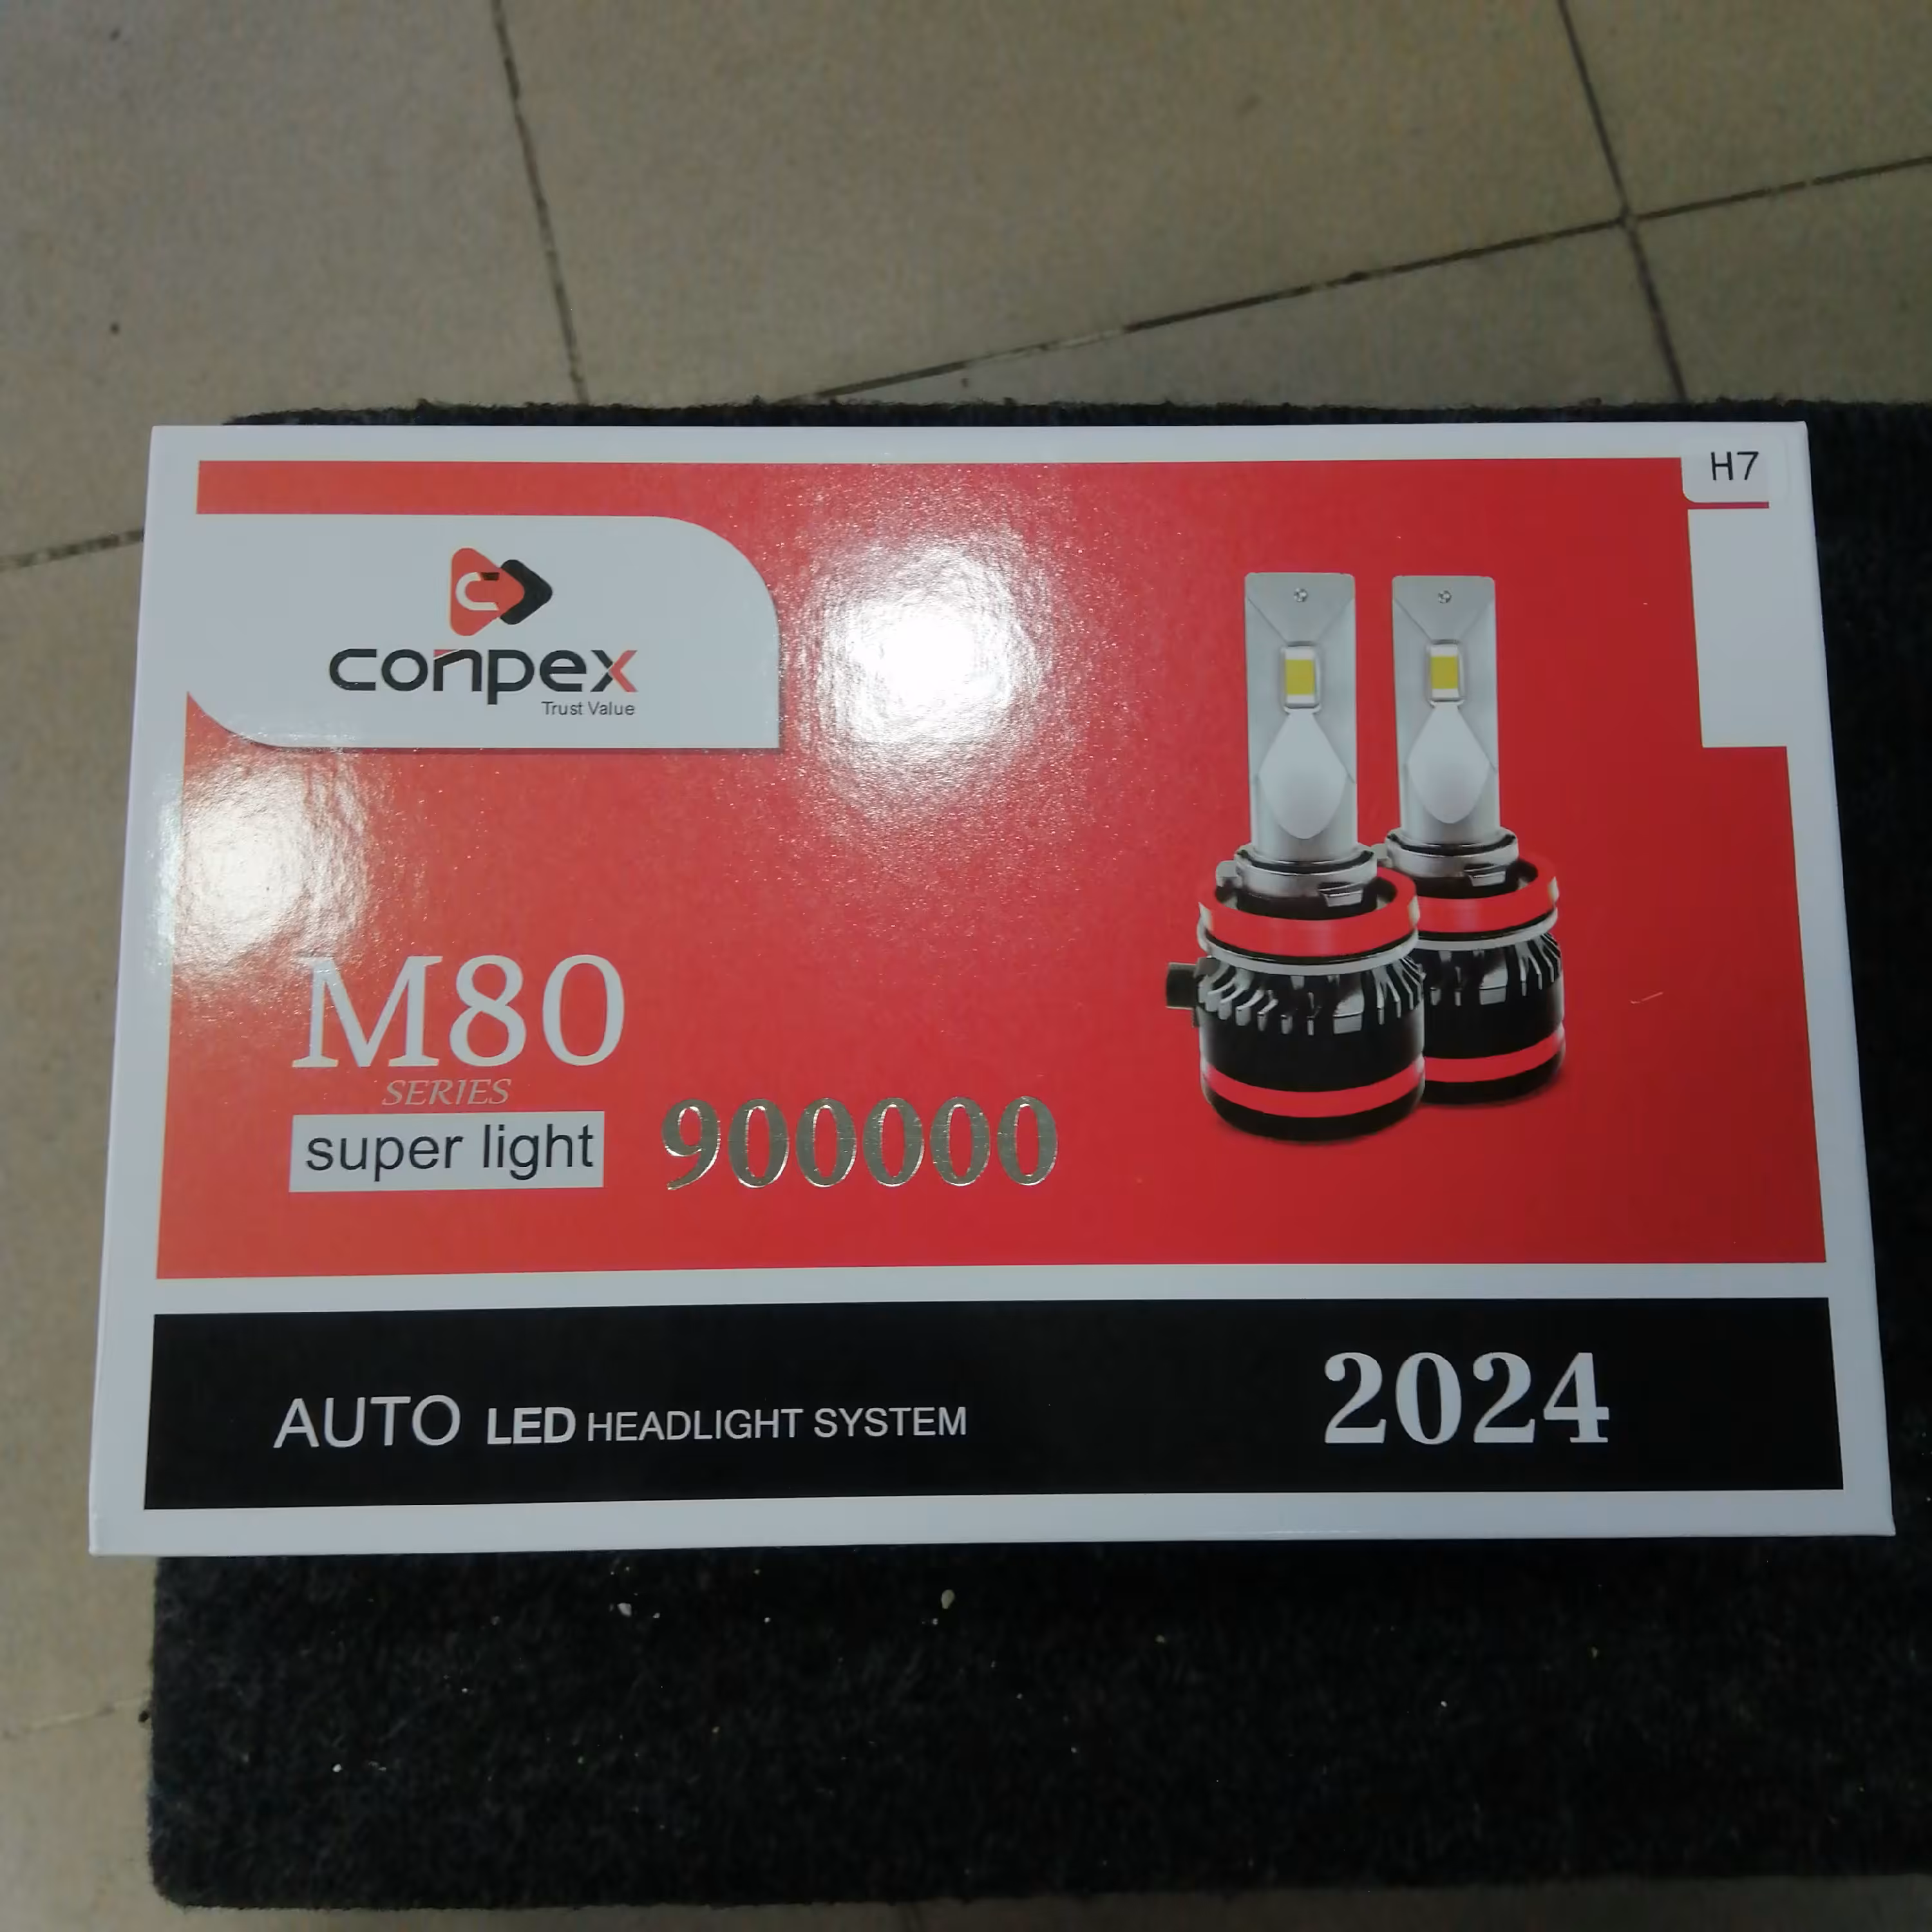 H7
C
conpex
Trust Value
M80
SERIES
super light
900000
AUTO LED HEADLIGHT SYSTEM
2024